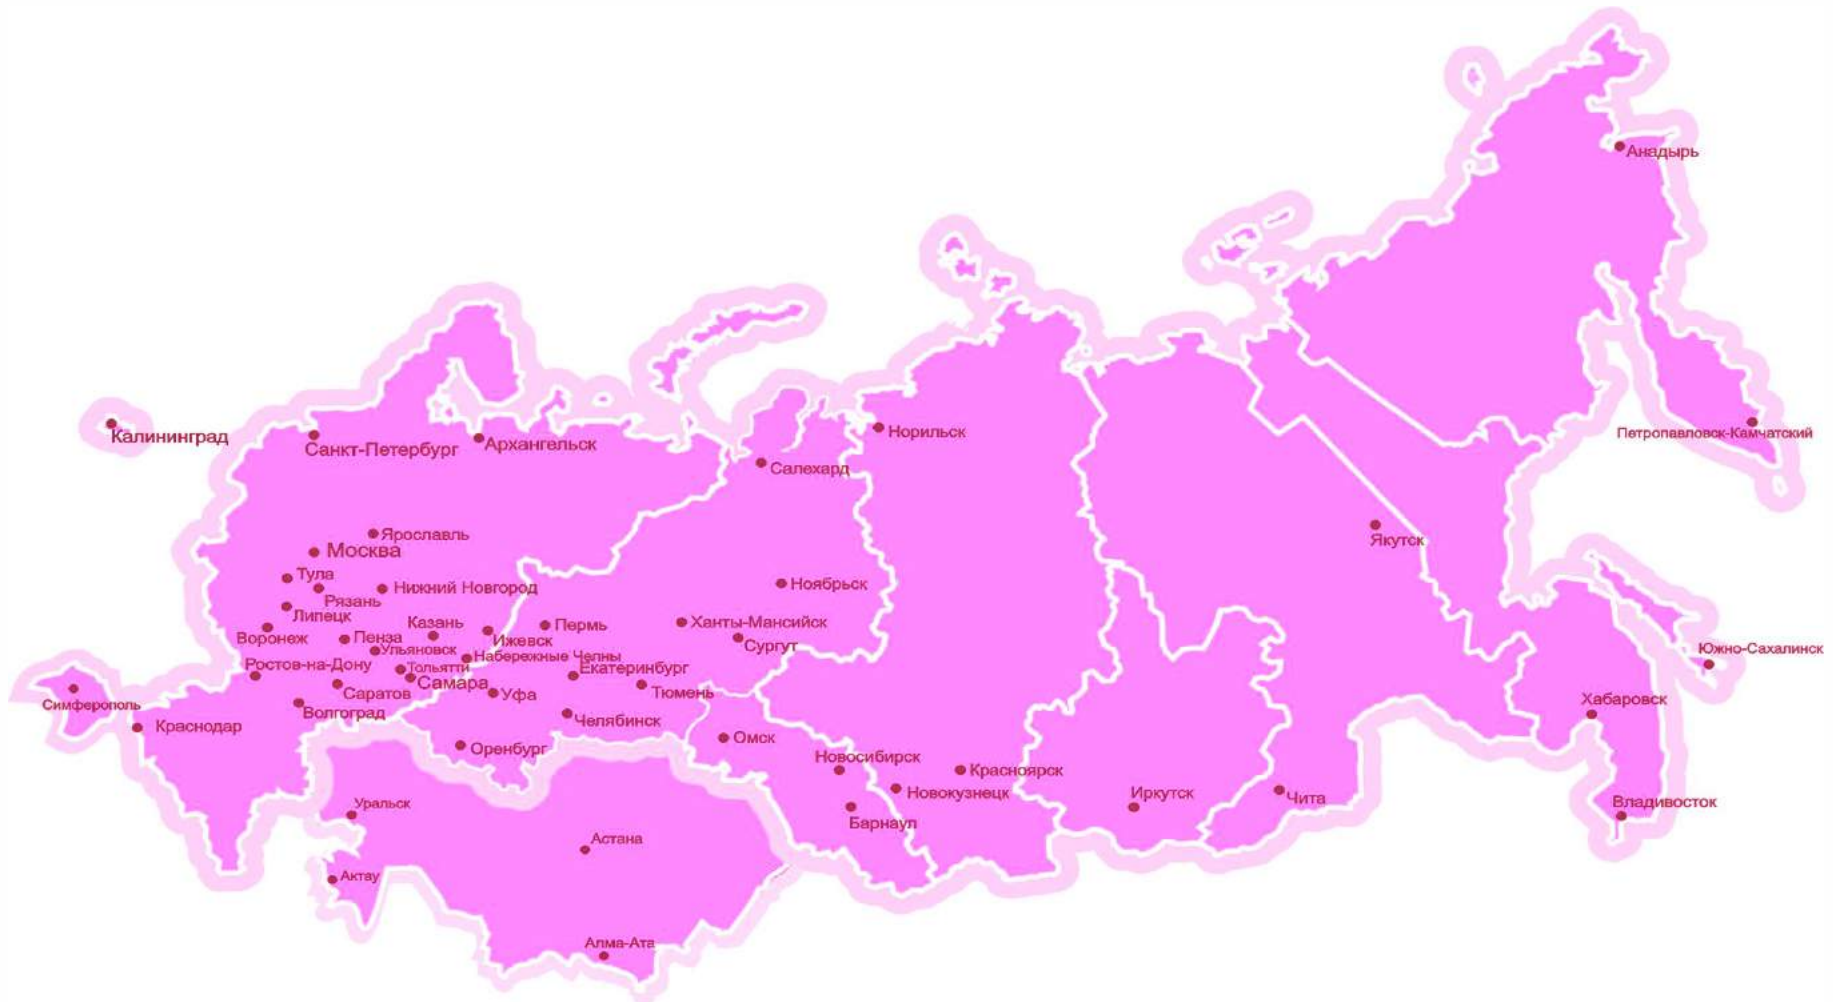 Анадырь
Калининград
Санкт-Петербург
Архангельск
Норильск
Петропавловск-Камчатский
Салехард
Ярославль
Москва
Якутск
Тула
Нижний Новгород
Ноябрьск
Рязань
Липецк
Казань
Ханты-Мансийск
Пермь
Воронеж
Пенза
Ижевск
Сургут
Ульяновск
Южно-Сахалинск
Набережные Челны
Ростов-на-Дону
Тольятти
Екатеринбург
Самара
Саратов
Уфа
Тюмень
Симферополь
Хабаровск
Волгоград
Челябинск
Краснодар
Омск
Оренбург
Новосибирск
Красноярск
Новокузнецк
Иркутск
Чита
Уральск
Владивосток
Барнаул
Астана
Актау
Алма-Ата